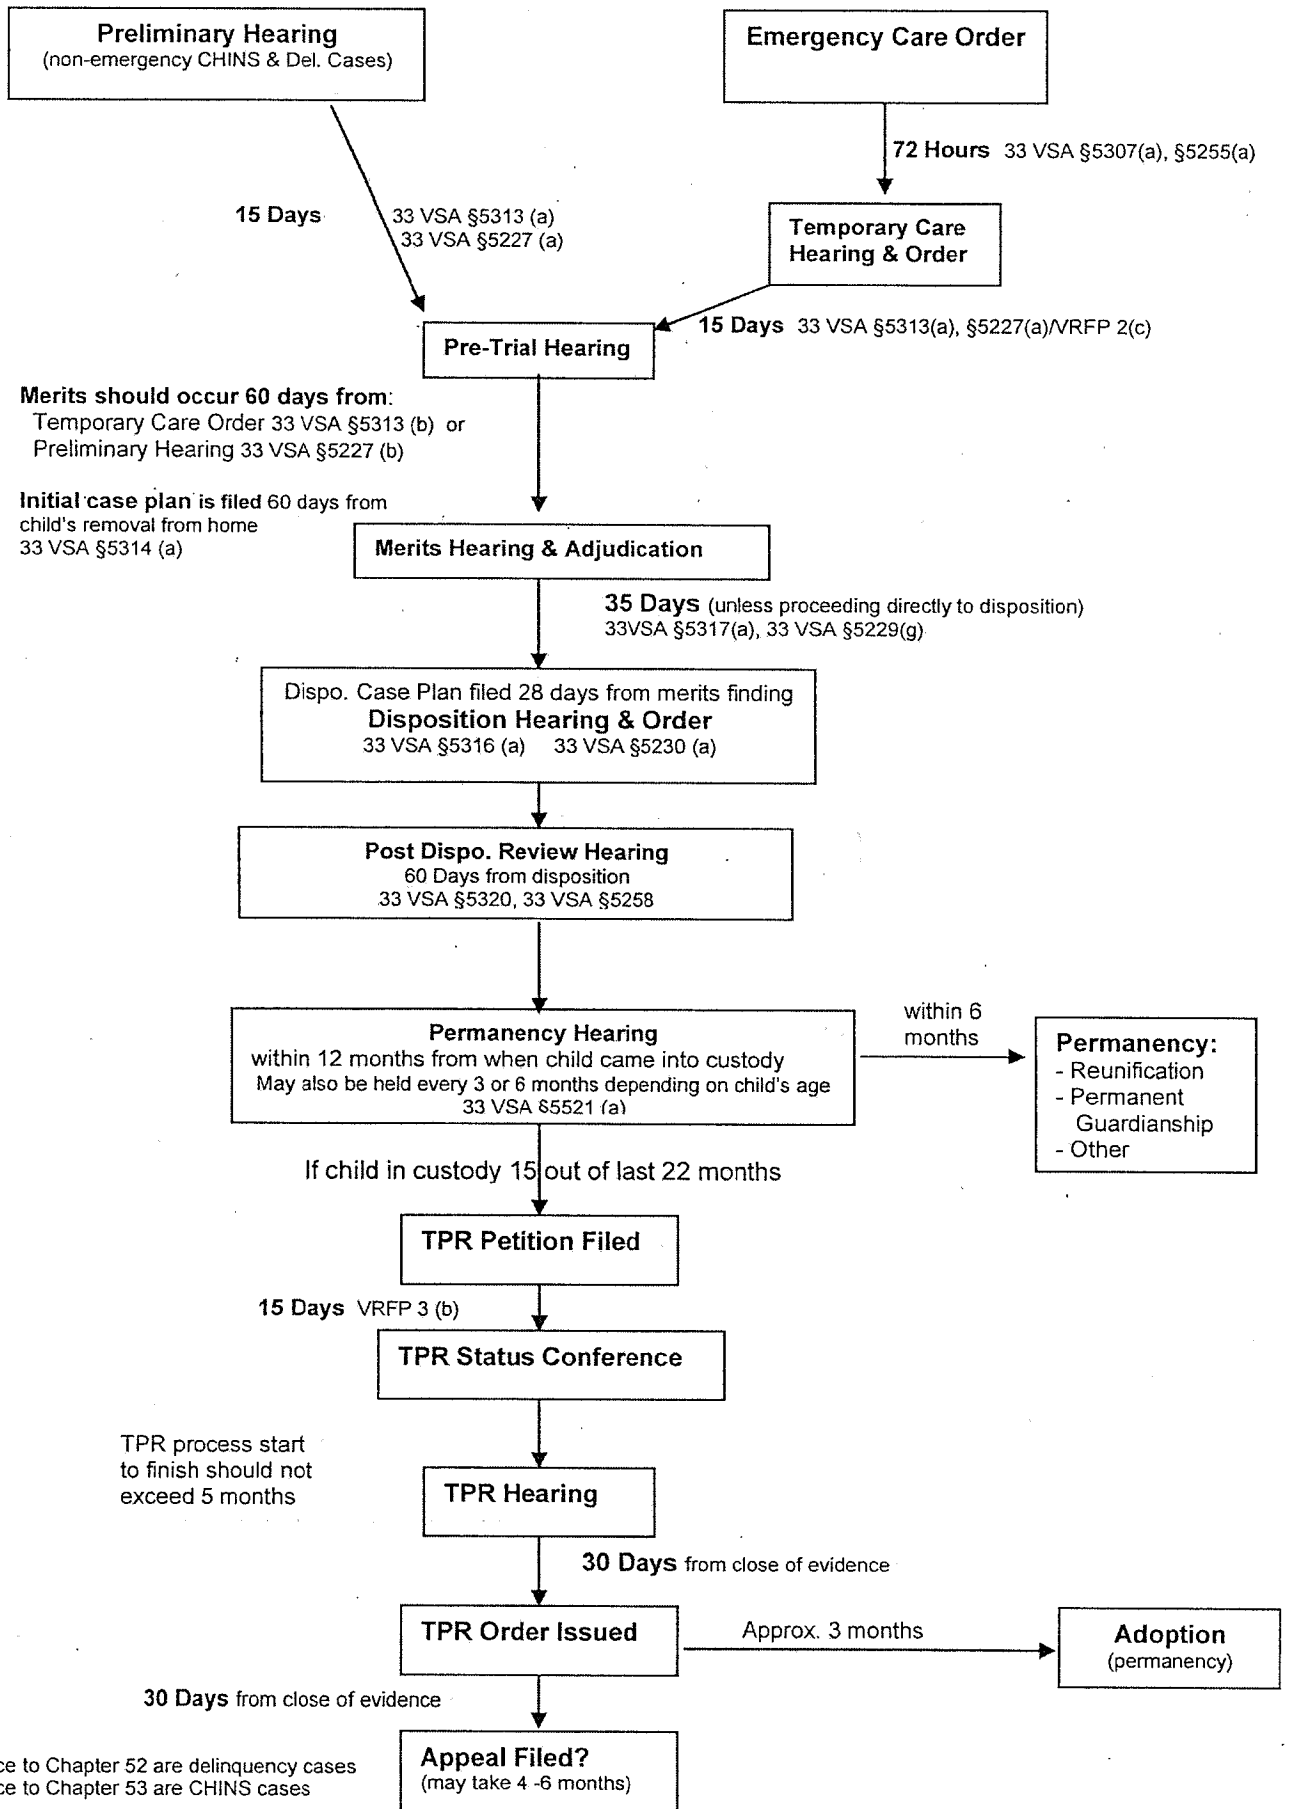 Preliminary Hearing
(non-emergency CHINS & Del. Cases)
Emergency Care Order
72 Hours 33 VSA §5307(a), §5255(a)
15 Days
33 VSA §5313 (a)
33 VSA §5227 (a)
Temporary Care
Hearing & Order
15 Days 33 VSA §5313(a), §5227(a)/VRFP 2(c)
Pre-Trial Hearing
Merits should occur 60 days from:
Temporary Care Order 33 VSA §5313 (b) or
Preliminary Hearing 33 VSA §5227 (b)
Initial case plan is filed 60 days from
child's removal from home
33 VSA §5314 (a)
Merits Hearing & Adjudication
35 Days (unless proceeding directly to disposition)
33VSA §5317(a), 33 VSA §5229(g)
Dispo. Case Plan filed 28 days from merits finding
Disposition Hearing & Order
33 VSA §5316 (a) 33 VSA §5230 (a)
Post Dispo. Review Hearing
60 Days from disposition
33 VSA §5320, 33 VSA §5258
Permanency Hearing
within 12 months from when child came into custody
May also be held every 3 or 6 months depending on child's age
33 VSA §5521 (a)
within 6
months
Permanency:
- Reunification
- Permanent
Guardianship
- Other
If child in custody 15 out of last 22 months
TPR Petition Filed
15 Days VRFP 3 (b)
TPR Status Conference
TPR process start
to finish should not
exceed 5 months
TPR Hearing
30 Days from close of evidence
TPR Order Issued
Approx. 3 months
Adoption
(permanency)
30 Days from close of evidence
Appeal Filed?
(may take 4 -6 months)
ce to Chapter 52 are delinquency cases
ce to Chapter 53 are CHINS cases